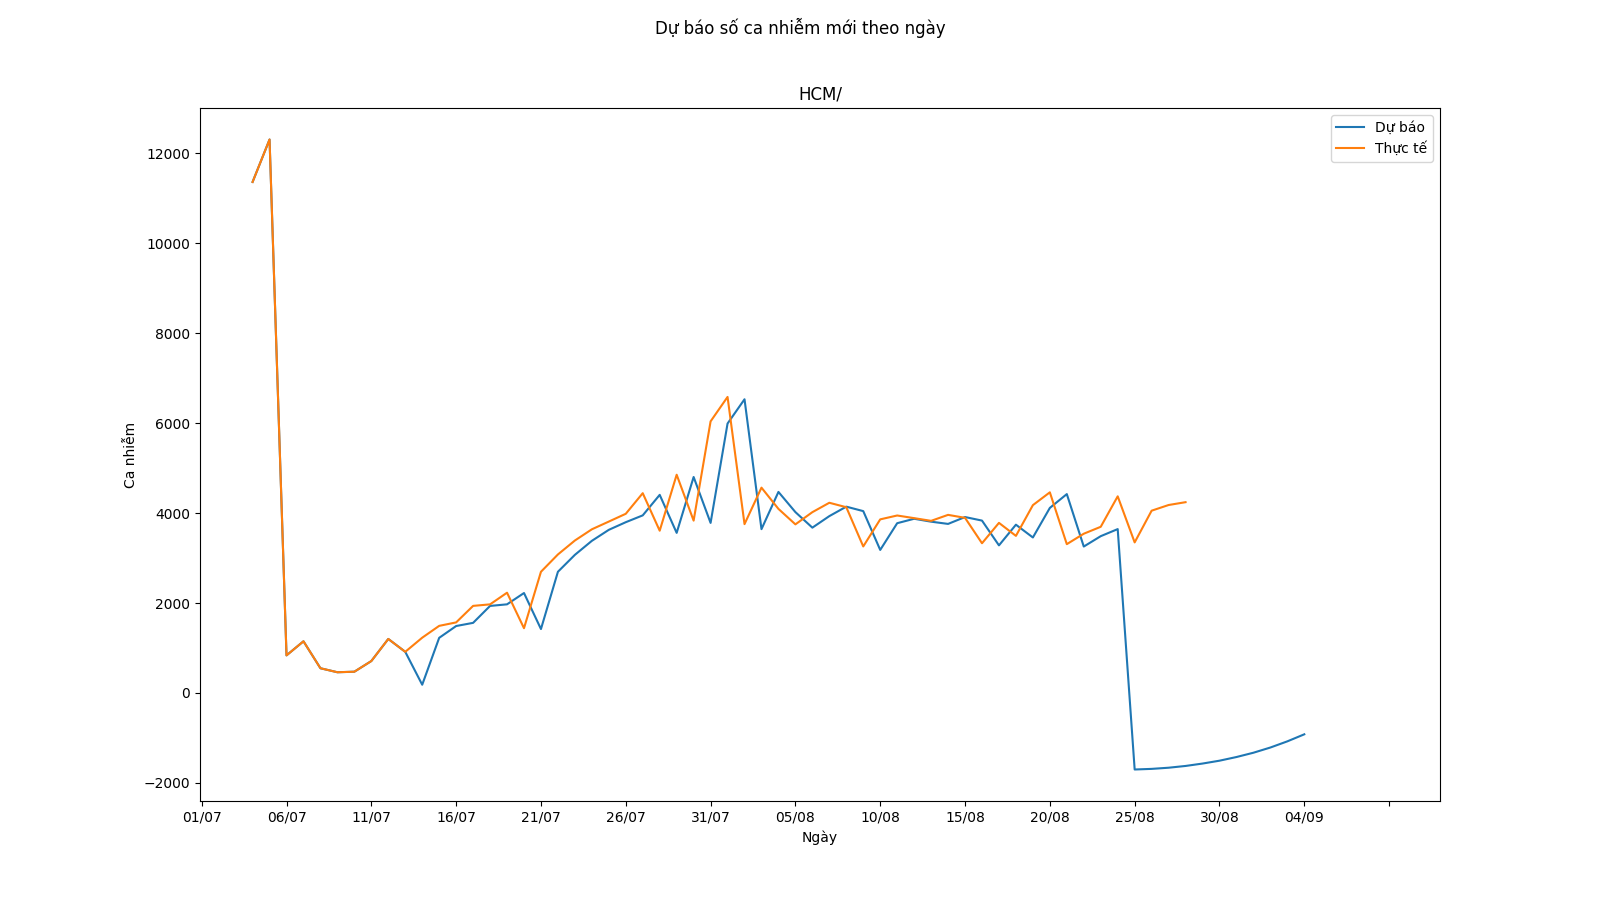 Dự báo số ca nhiễm mới theo ngày
HCM/
Dự báo
Thực tế
12000
10000
8000
6000
4000
2000
0
−2000
Ca nhiễm
01/07 06/07 11/07 16/07 21/07 26/07 31/07 05/08 10/08 15/08 20/08 25/08 30/08 04/09
Ngày